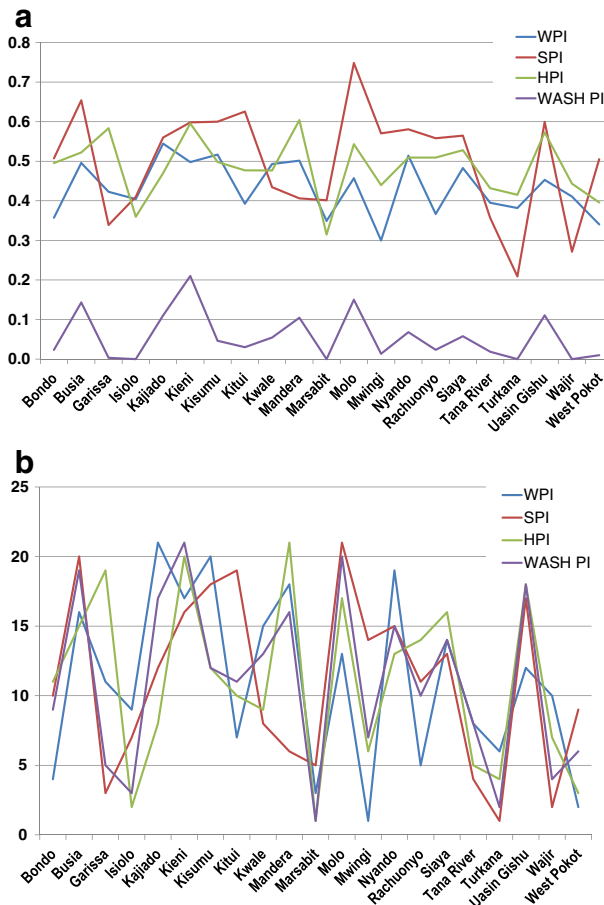 a
0.8
0.7
0.6
0.5
0.4
0.3
0.2
0.1
0.0
WPI
SPI
HPI
WASH PI
Bondo
Busia
Garissa
Isiolo
Kajiado
Kieni
Kisumu
Kitui
Kwale
Mandera
Marsabit
Molo
Mwingi
Nyando
Rachuonyo
Siaya
Tana River
Turkana
Uasin Gishu
Wajir
West Pokot
b
25
20
15
10
5
0
WPI
SPI
HPI
WASH PI
Bondo
Busia
Garissa
Isiolo
Kajiado
Kieni
Kisumu
Kitui
Kwale
Mandera
Marsabit
Molo
Mwingi
Nyando
Rachuonyo
Siaya
Tana River
Turkana
Uasin Gishu
Wajir
West Pokot